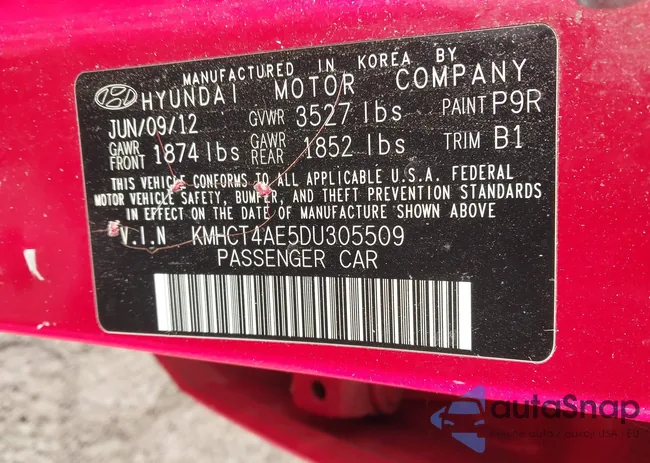 MANUFACTURED IN KOREA BY
HYUNDAI MOTOR COMPANY
JUN/09/12 GVWR 3527 lbs PAINT P9R
GAWR FRONT 1874 lbs GAWR REAR 1852 lbs TRIM B1
THIS VEHICLE CONFORMS TO ALL APPLICABLE U.S.A. FEDERAL
MOTOR VEHICLE SAFETY, BUMPER, AND THEFT PREVENTION STANDARDS
IN EFFECT ON THE DATE OF MANUFACTURE SHOWN ABOVE
V.I.N KMHCT4AE5DU305509
PASSENGER CAR
autoSnap